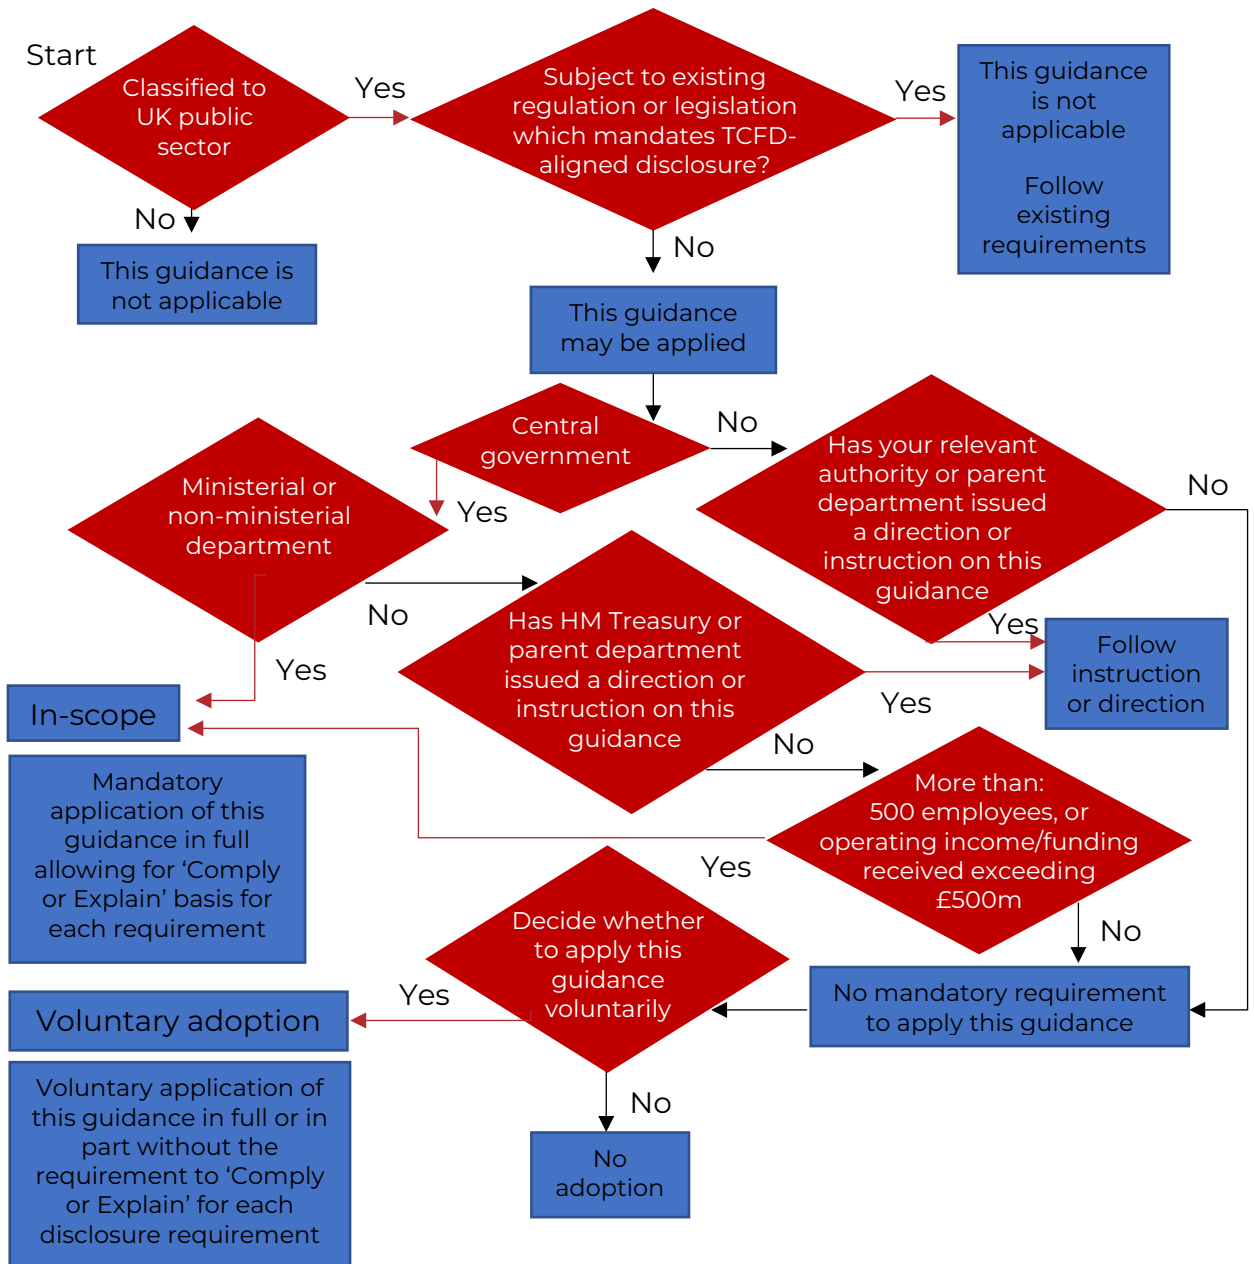 Start
Classified to
UK public
sector
Yes
Subject to existing
regulation or legislation
which mandates TCFD-
aligned disclosure?
Yes
This guidance
is not
applicable
Follow
existing
requirements
No
This guidance is
not applicable
No
This guidance
may be applied
Central
government
No
Has your relevant
authority or parent
department issued
a direction or
instruction on this
guidance
No
Yes
Ministerial or
non-ministerial
department
No
Yes
Has HM Treasury or
parent department
issued a direction or
instruction on this
guidance
Yes
Yes
Follow
instruction
or direction
No
In-scope
Mandatory
application of this
guidance in full
allowing for ‘Comply
or Explain’ basis for
each requirement
More than:
500 employees, or
operating income/funding
received exceeding
£500m
Yes
No
No mandatory requirement
to apply this guidance
Decide whether
to apply this
guidance
voluntarily
Yes
Voluntary adoption
Voluntary application of
this guidance in full or in
part without the
requirement to ‘Comply
or Explain’ for each
disclosure requirement
No
No
adoption